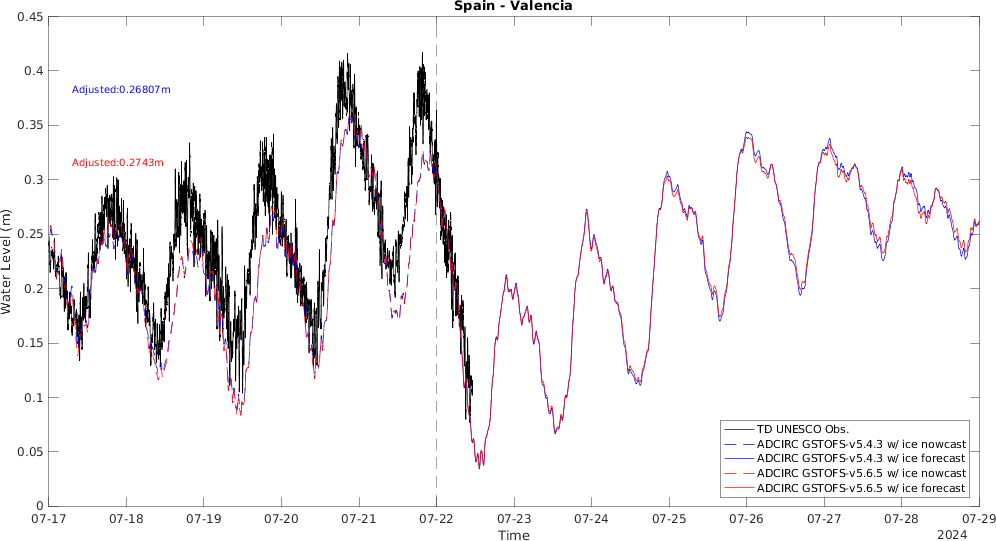 Spain - Valencia
0.45
0.4
0.35
0.3
0.25
0.2
0.15
0.1
0.05
0
Water Level (m)
Adjusted:0.26807m
Adjusted:0.2743m
TD UNESCO Obs.
ADCIRC GSTOFS-v5.4.3 w/ ice nowcast
ADCIRC GSTOFS-v5.4.3 w/ ice forecast
ADCIRC GSTOFS-v5.6.5 w/ ice nowcast
ADCIRC GSTOFS-v5.6.5 w/ ice forecast
07-17 07-18 07-19 07-20 07-21 07-22 07-23 07-24 07-25 07-26 07-27 07-28 07-29
Time
2024